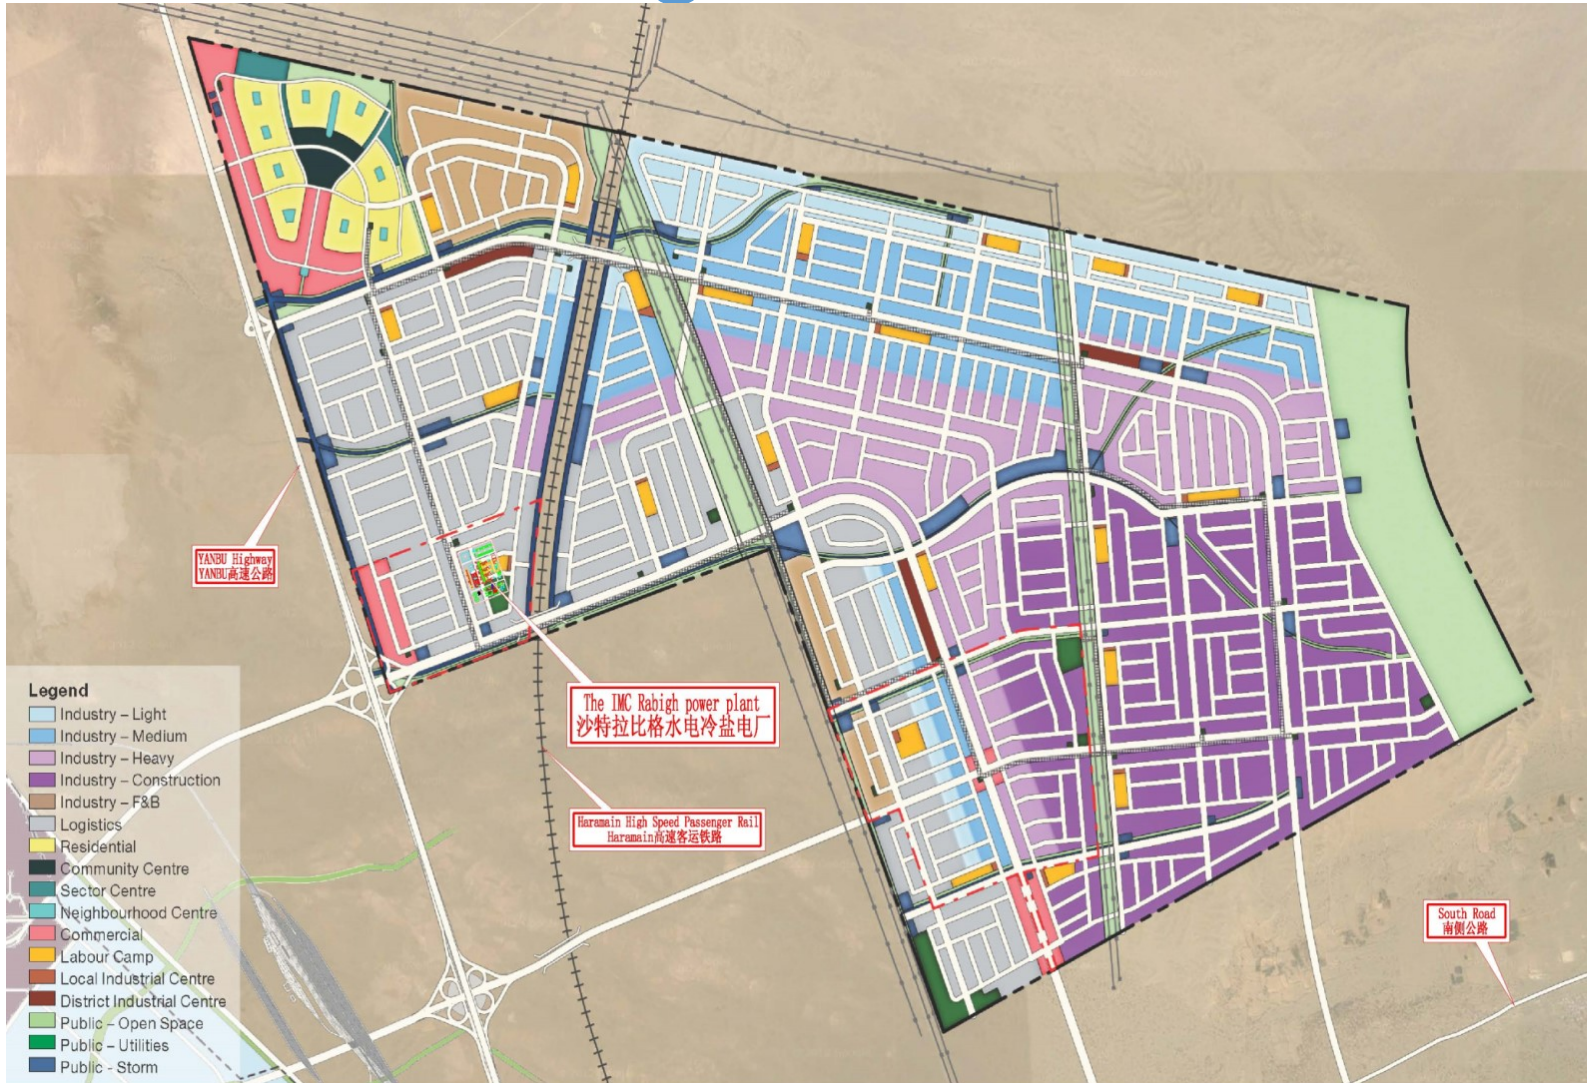 YANBU Highway
YANBU高速公路
The IMC Rabigh power plant
沙特拉比格水电冷盐电厂
Haramain High Speed Passenger Rail
Haramain高速客运铁路
South Road
南侧公路
Legend
Industry – Light
Industry – Medium
Industry – Heavy
Industry – Construction
Industry – F&B
Logistics
Residential
Community Centre
Sector Centre
Neighbourhood Centre
Commercial
Labour Camp
Local Industrial Centre
District Industrial Centre
Public – Open Space
Public – Utilities
Public - Storm